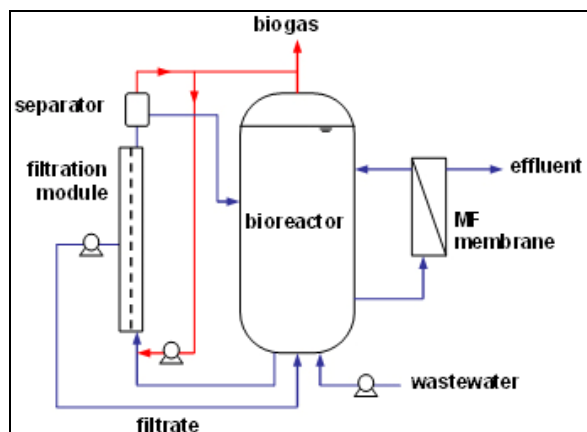 biogas
separator
filtration
module
bioreactor
effluent
MF
membrane
wastewater
filtrate